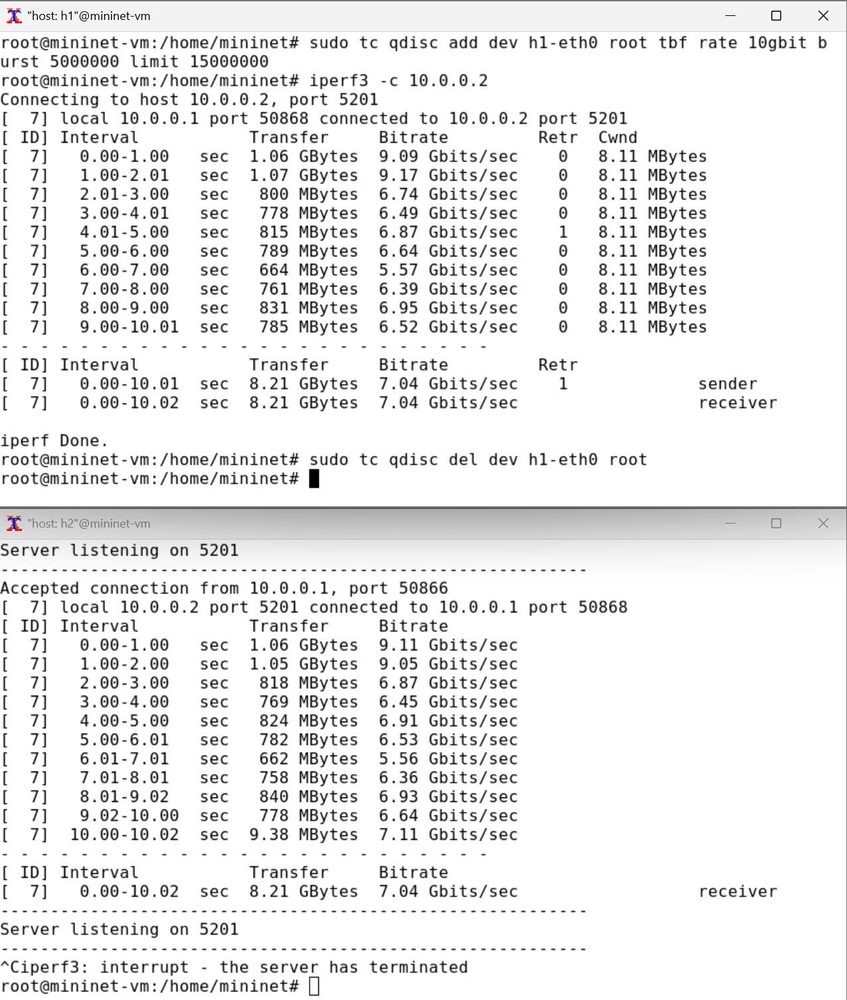 "host: h1"@mininet-vm
root@mininet-vm:/home/mininet# sudo tc qdisc add dev h1-eth0 root tbf rate 10gbit b
urst 5000000 limit 15000000
root@mininet-vm:/home/mininet# iperf3 -c 10.0.0.2
Connecting to host 10.0.0.2, port 5201
[  7] local 10.0.0.1 port 50868 connected to 10.0.0.2 port 5201
[ ID] Interval           Transfer     Bitrate         Retr  Cwnd
[  7]   0.00-1.00   sec  1.06 GBytes  9.09 Gbits/sec    0   8.11 MBytes
[  7]   1.00-2.01   sec  1.07 GBytes  9.17 Gbits/sec    0   8.11 MBytes
[  7]   2.01-3.00   sec   800 MBytes  6.74 Gbits/sec    0   8.11 MBytes
[  7]   3.00-4.01   sec   778 MBytes  6.49 Gbits/sec    0   8.11 MBytes
[  7]   4.01-5.00   sec   815 MBytes  6.87 Gbits/sec    1   8.11 MBytes
[  7]   5.00-6.00   sec   789 MBytes  6.64 Gbits/sec    0   8.11 MBytes
[  7]   6.00-7.00   sec   664 MBytes  5.57 Gbits/sec    0   8.11 MBytes
[  7]   7.00-8.00   sec   761 MBytes  6.39 Gbits/sec    0   8.11 MBytes
[  7]   8.00-9.00   sec   831 MBytes  6.95 Gbits/sec    0   8.11 MBytes
[  7]   9.00-10.01  sec   785 MBytes  6.52 Gbits/sec    0   8.11 MBytes
- - - - - - - - - - - - - - - - - - - - - - - - -
[ ID] Interval           Transfer     Bitrate         Retr
[  7]   0.00-10.01  sec  8.21 GBytes  7.04 Gbits/sec    1             sender
[  7]   0.00-10.02  sec  8.21 GBytes  7.04 Gbits/sec                  receiver
iperf Done.
root@mininet-vm:/home/mininet# sudo tc qdisc del dev h1-eth0 root
root@mininet-vm:/home/mininet#
"host: h2"@mininet-vm
Server listening on 5201
-----------------------------------------------------------
Accepted connection from 10.0.0.1, port 50866
[  7] local 10.0.0.2 port 5201 connected to 10.0.0.1 port 50868
[ ID] Interval           Transfer     Bitrate
[  7]   0.00-1.00   sec  1.06 GBytes  9.11 Gbits/sec
[  7]   1.00-2.00   sec  1.05 GBytes  9.05 Gbits/sec
[  7]   2.00-3.00   sec   818 MBytes  6.87 Gbits/sec
[  7]   3.00-4.00   sec   769 MBytes  6.45 Gbits/sec
[  7]   4.00-5.00   sec   824 MBytes  6.91 Gbits/sec
[  7]   5.00-6.01   sec   782 MBytes  6.53 Gbits/sec
[  7]   6.01-7.01   sec   662 MBytes  5.56 Gbits/sec
[  7]   7.01-8.01   sec   758 MBytes  6.36 Gbits/sec
[  7]   8.01-9.02   sec   840 MBytes  6.93 Gbits/sec
[  7]   9.02-10.00  sec   778 MBytes  6.64 Gbits/sec
[  7]  10.00-10.02  sec  9.38 MBytes  7.11 Gbits/sec
- - - - - - - - - - - - - - - - - - - - - - - - -
[ ID] Interval           Transfer     Bitrate
[  7]   0.00-10.02  sec  8.21 GBytes  7.04 Gbits/sec                  receiver
-----------------------------------------------------------
Server listening on 5201
-----------------------------------------------------------
^Ciperf3: interrupt - the server has terminated
root@mininet-vm:/home/mininet#